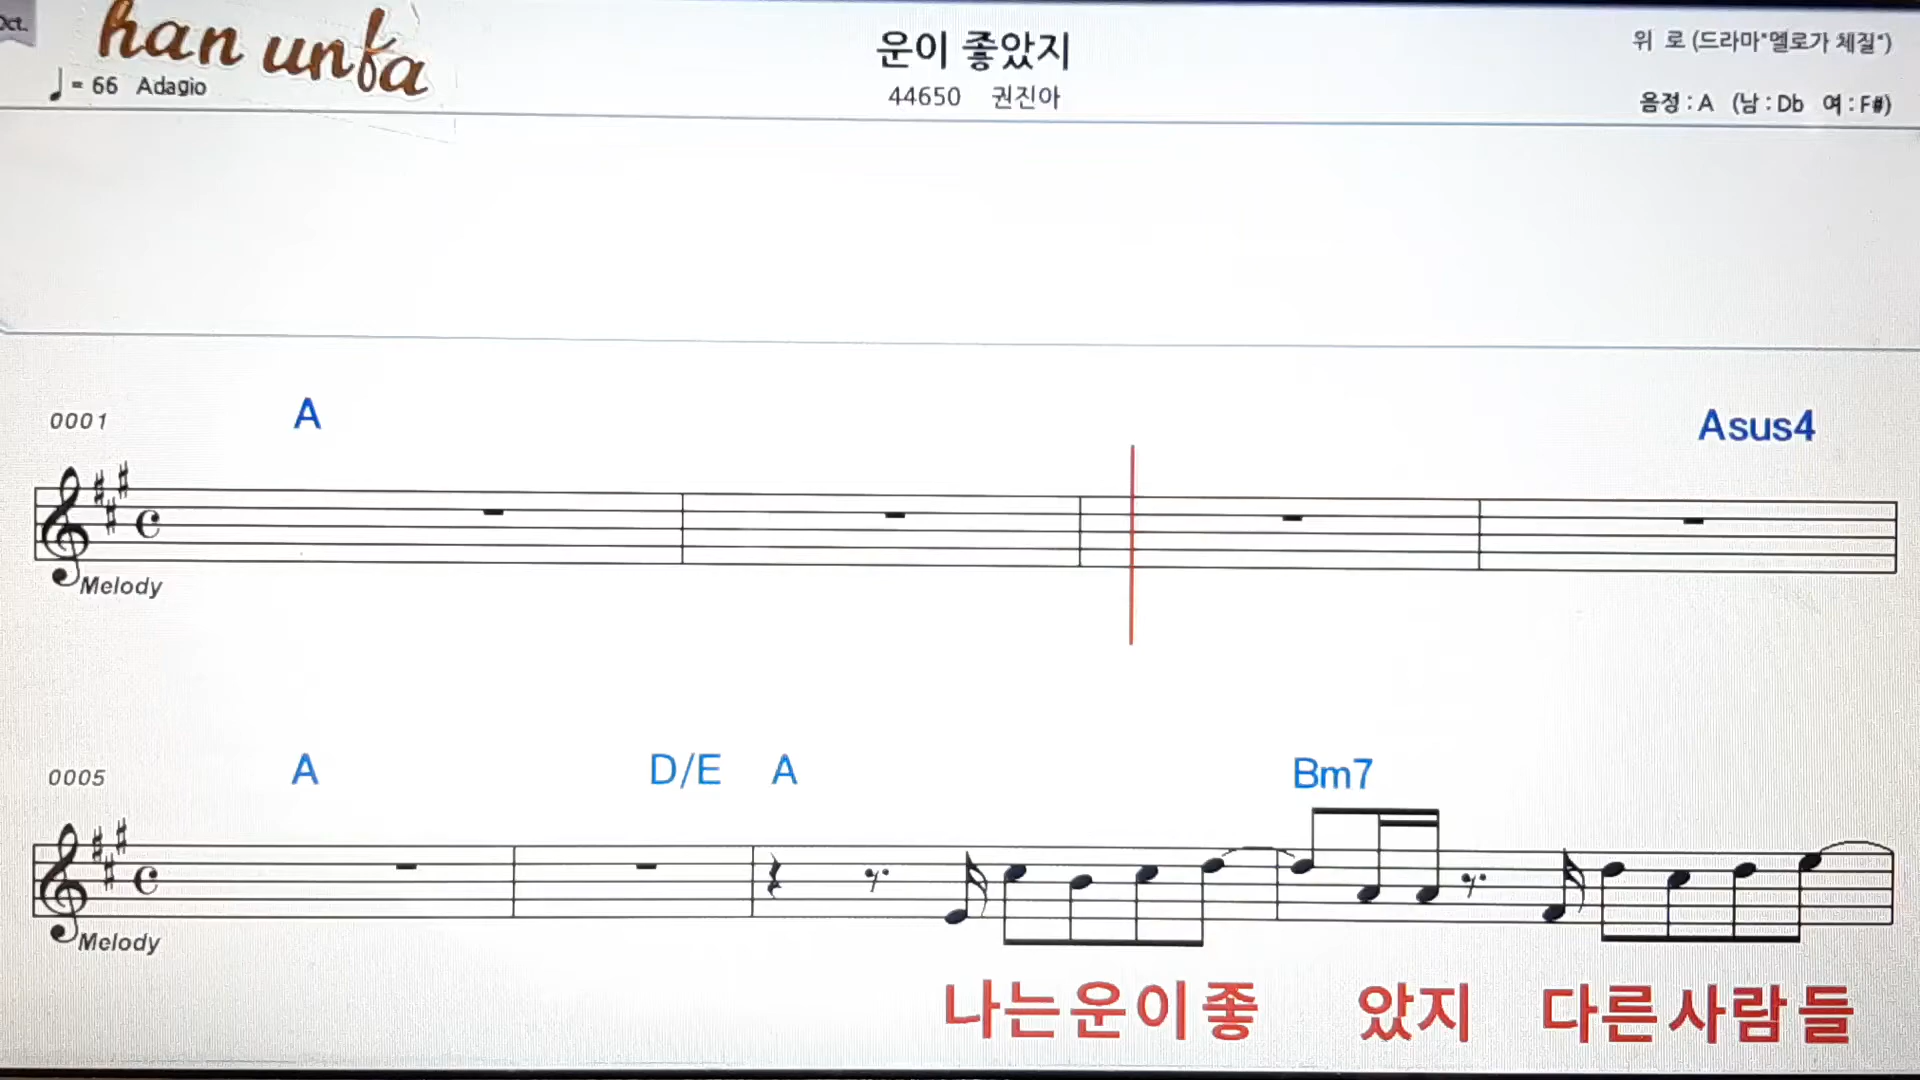 Oct.
han unfa
운이 좋았지
위 로 (드라마"멜로가 체질")
= 66 Adagio
44650 권진아
음정 : A (남 : Db 여 : F#)
0001 A Asus4
Melody
0005 A D/E A Bm7
Melody
나는운이좋 았지 다른사람들